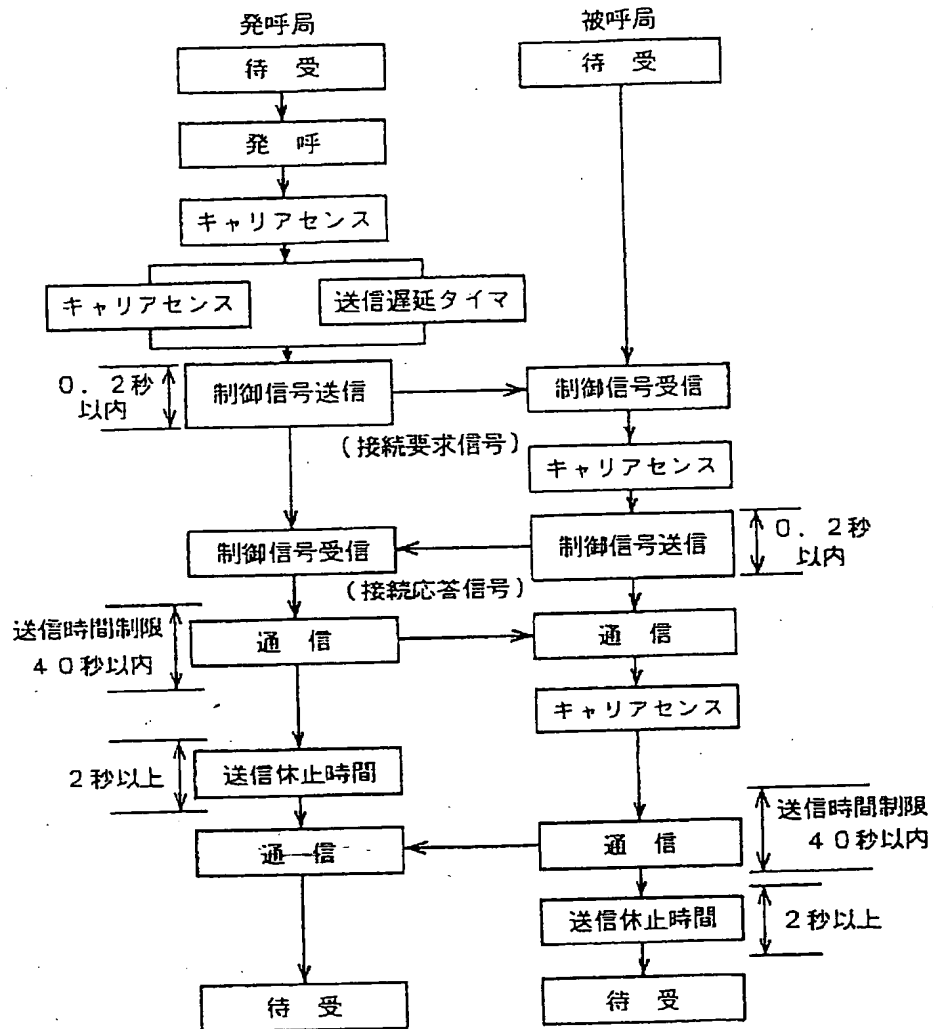 発呼局
被呼局
待 受
待 受
発 呼
キャリアセンス
キャリアセンス
送信遅延タイマ
0.2秒
以内
制御信号送信
制御信号受信
(接続要求信号)
キャリアセンス
制御信号受信
制御信号送信
0.2秒
以内
(接続応答信号)
送信時間制限
40秒以内
通 信
通 信
キャリアセンス
2秒以上
送信休止時間
送信時間制限
40秒以内
通 信
通 信
送信休止時間
2秒以上
待 受
待 受